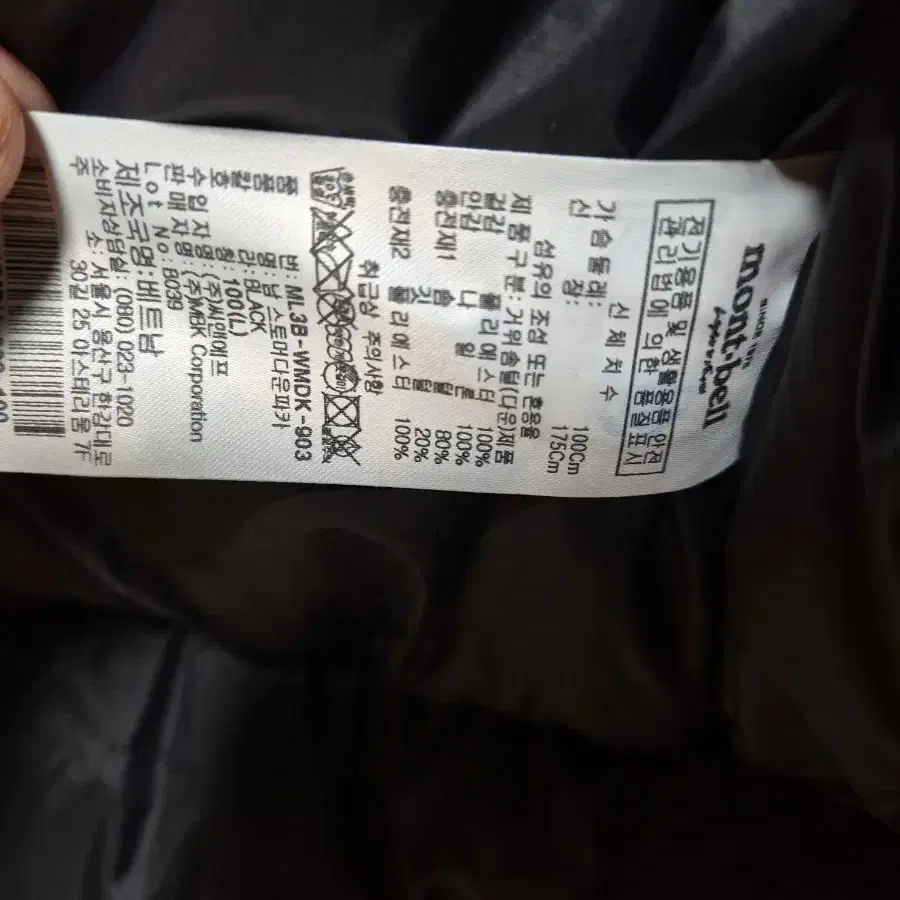 mont·bell
전기용품 및 생활용품 안전
관리법에 의한 품질표시
신체치수
가슴둘레: 100Cm
신 장: 175Cm
섬유의 조성 또는 혼용율
제품구분: 거위솜털(다운)제품
겉감 폴리에스터 100%
안감 나일론 100%
충전재1 솜털 80%
깃털 20%
충전재2 폴리에스터 100%
취급상 주의사항
품 번: ML3B-WMDK-903
품 명: 남 스토머다운파카
색 : BLACK
호 칭: 100(L)
수입자명: (주)씨에에프
판매자명: (주)MBK Corporation
Lot No: B039
제조국명: 베트남
소비자상담실: (080) 023-1020
주 소: 서울시 용산구 한강대로
30길 25 아스테리움 7F